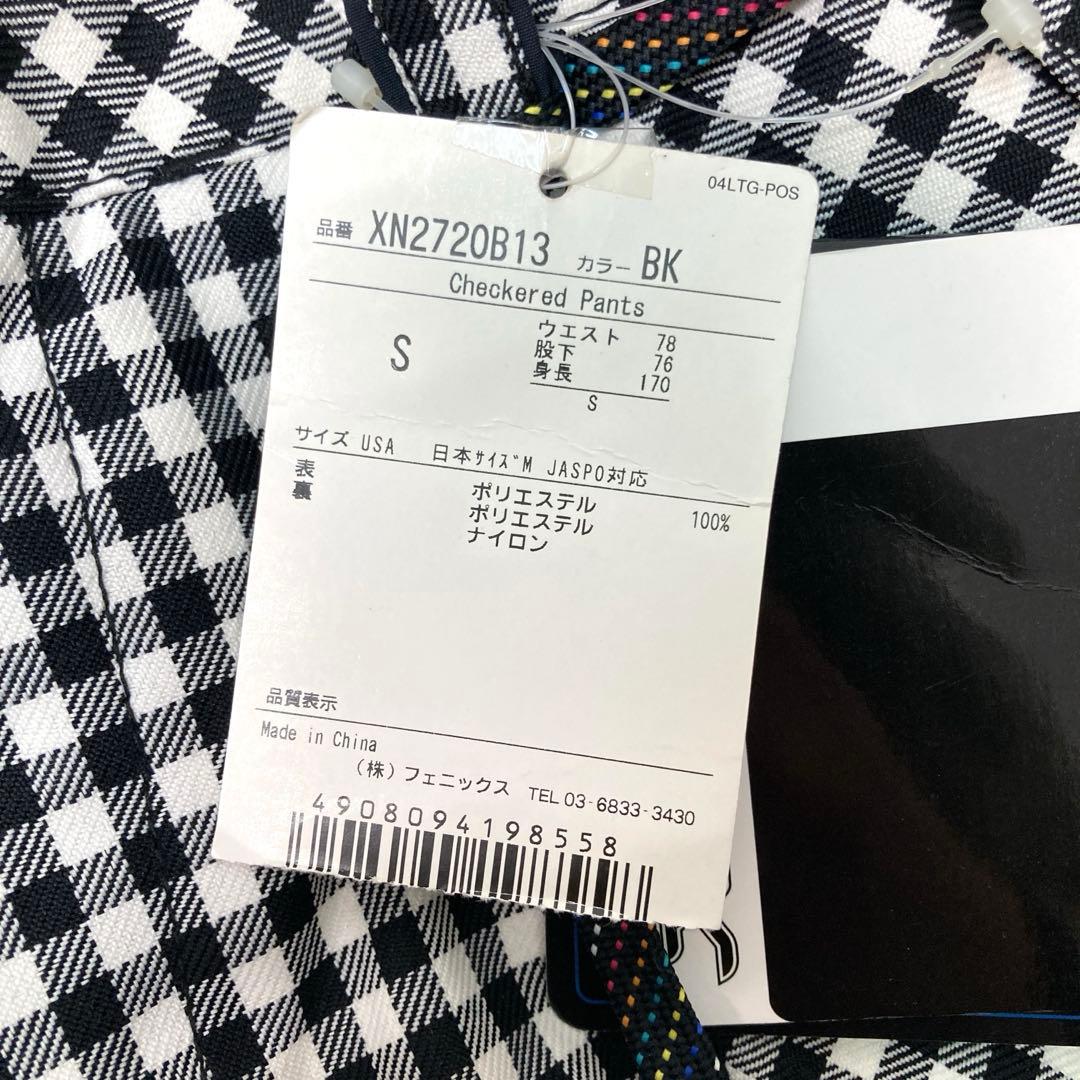 04LTG-POS
品番 XN2720B13 カラー BK
Checkered Pants
S
ウエスト 78
股下 76
身長 170
S
サイズ USA 日本ｻｲｽﾞM JASPO対応
表 ポリエステル 100%
裏 ポリエステル
ナイロン
品質表示
Made in China
(株)フェニックス TEL 03-6833-3430
4908094198558